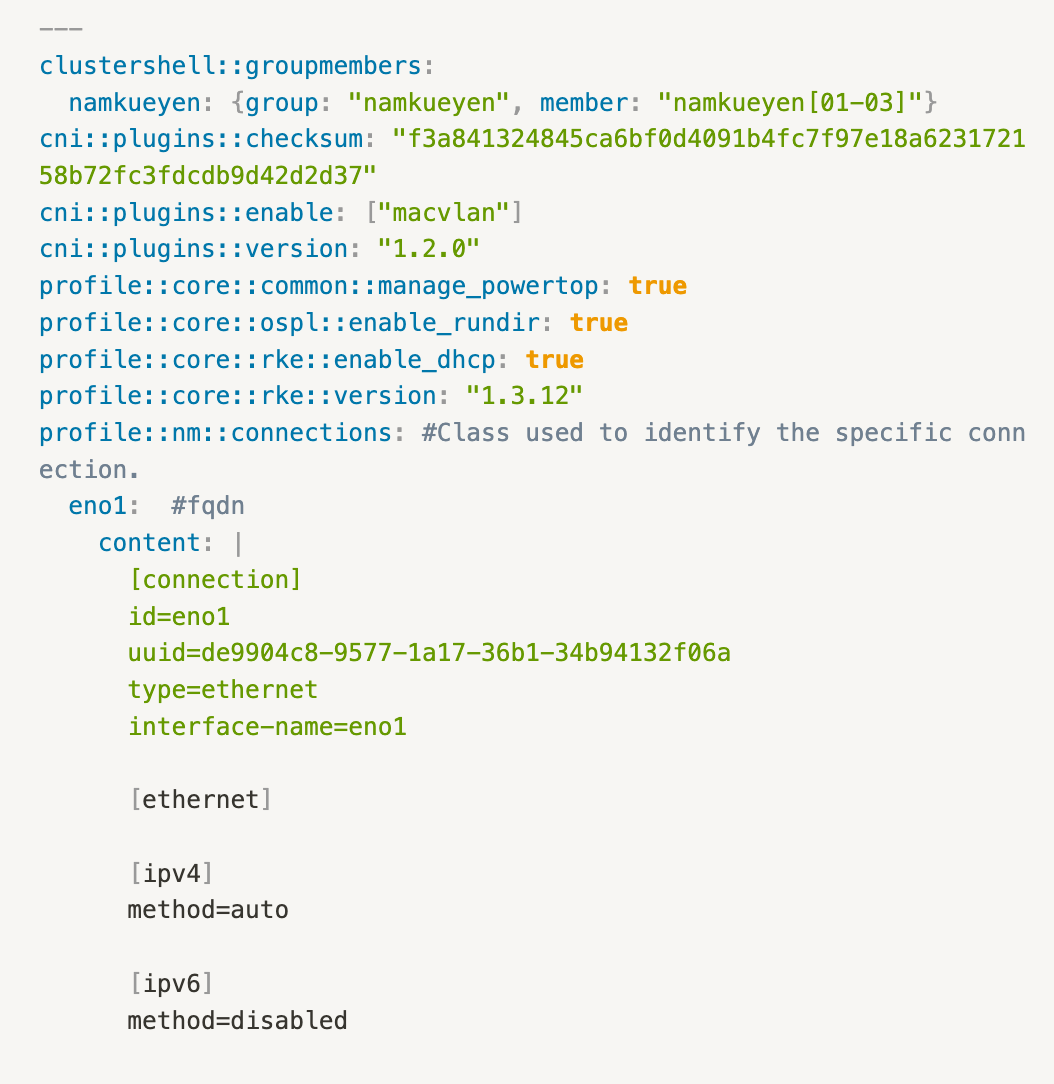 ---
clustershell::groupmembers:
  namkueyen: {group: "namkueyen", member: "namkueyen[01-03]"}
cni::plugins::checksum: "f3a841324845ca6bf0d4091b4fc7f97e18a6231721
58b72fc3fdcdb9d42d2d37"
cni::plugins::enable: ["macvlan"]
cni::plugins::version: "1.2.0"
profile::core::common::manage_powertop: true
profile::core::ospl::enable_rundir: true
profile::core::rke::enable_dhcp: true
profile::core::rke::version: "1.3.12"
profile::nm::connections: #Class used to identify the specific conn
ection.
  eno1:  #fqdn
    content: |
      [connection]
      id=eno1
      uuid=de9904c8-9577-1a17-36b1-34b94132f06a
      type=ethernet
      interface-name=eno1

      [ethernet]

      [ipv4]
      method=auto

      [ipv6]
      method=disabled